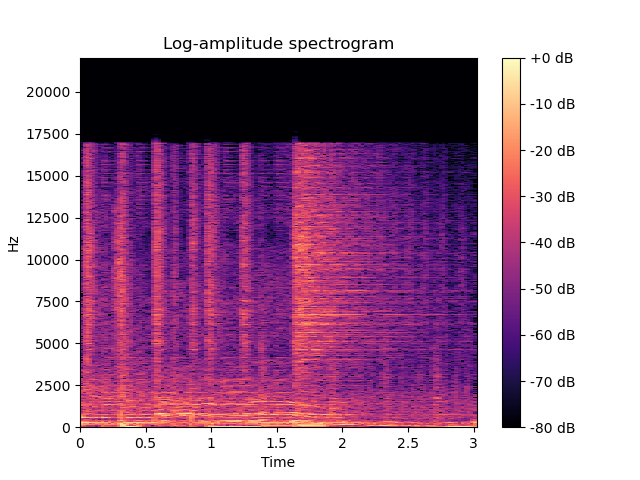 Log-amplitude spectrogram
Hz
20000
17500
15000
12500
10000
7500
5000
2500
0
0 0.5 1 1.5 2 2.5 3
Time
+0 dB
-10 dB
-20 dB
-30 dB
-40 dB
-50 dB
-60 dB
-70 dB
-80 dB